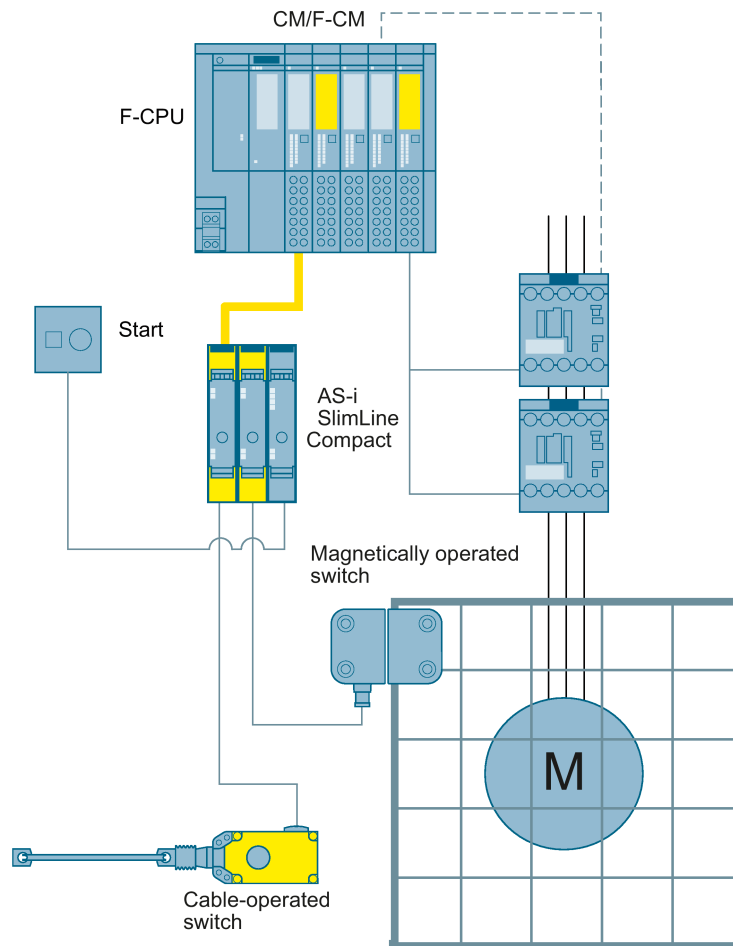 CM/F-CM
F-CPU
Start
AS-i
SlimLine
Compact
Magnetically operated
switch
M
Cable-operated
switch